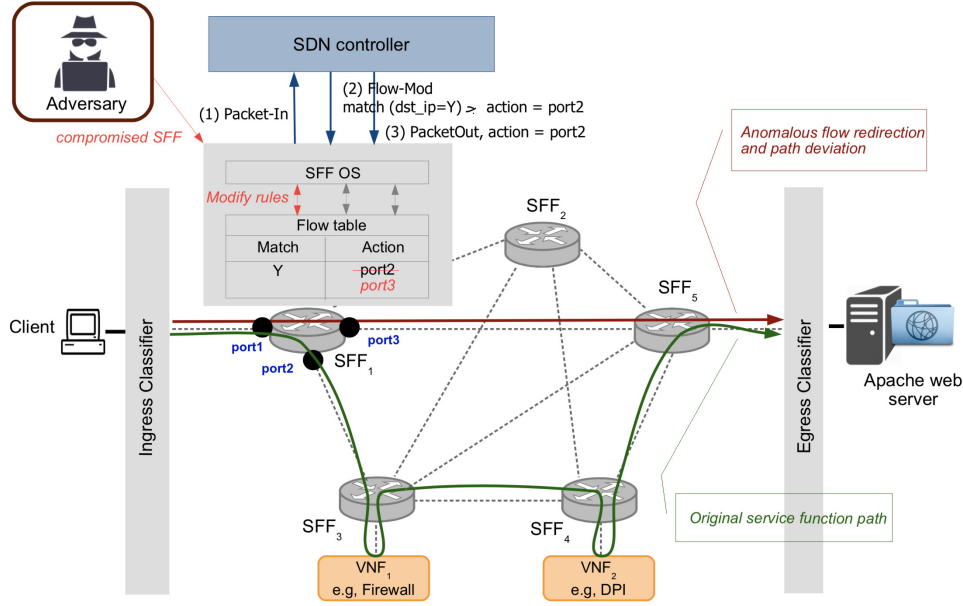 SDN controller
Adversary
compromised SFF
(1) Packet-In
(2) Flow-Mod
match (dst_ip=Y) > action = port2
(3) PacketOut, action = port2
Anomalous flow redirection
and path deviation
SFF OS
Modify rules
Flow table
Match Action
Y port2
port3
SFF2
SFF5
Client
Ingress Classifier
port1
port2
port3
SFF1
Egress Classifier
Apache web
server
SFF3
SFF4
Original service function path
VNF1
e.g, Firewall
VNF2
e.g, DPI